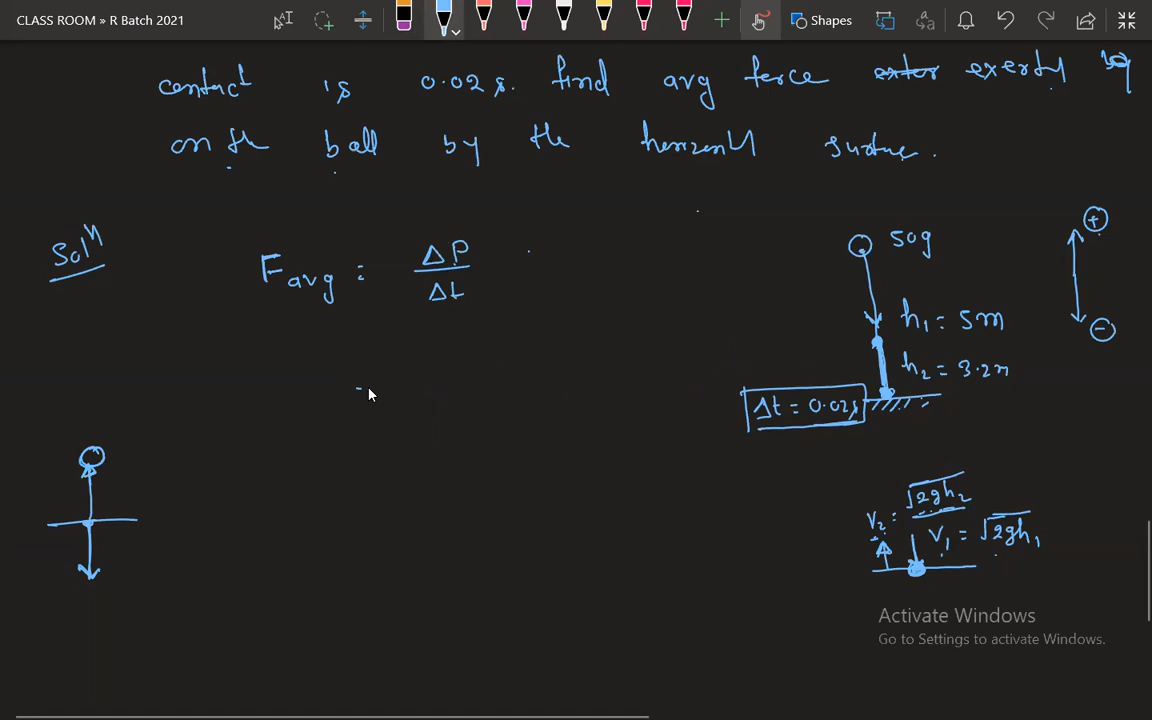 CLASS ROOM » R Batch 2021
Shapes
contact is 0.02 s. find avg force exerted
on the ball by the horizontal surface.
Solⁿ
F avg = ΔP / Δt
50g
+
h₁ = 5m
−
h₂ = 3.2m
Δt = 0.02s
V₂ = √2gh₂
V₁ = √2gh₁
Activate Windows
Go to Settings to activate Windows.